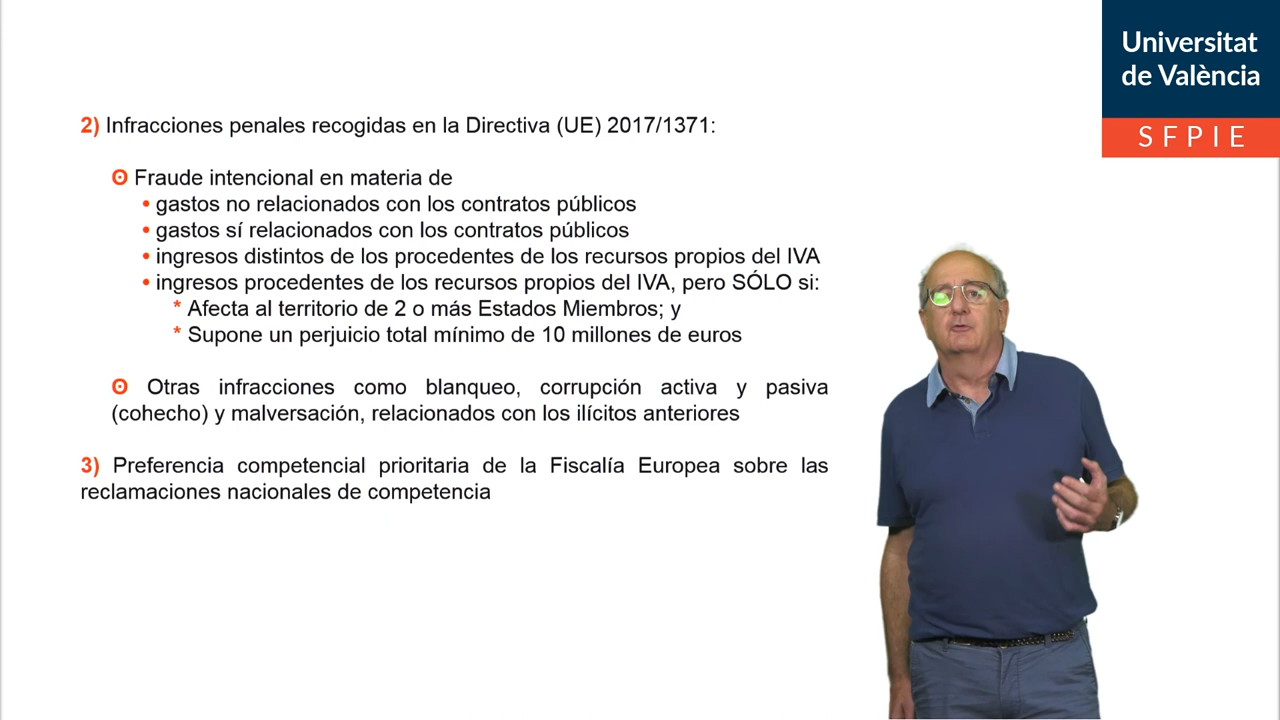 Universitat
de València
SFPIE
2) Infracciones penales recogidas en la Directiva (UE) 2017/1371:
ʘ Fraude intencional en materia de
• gastos no relacionados con los contratos públicos
• gastos sí relacionados con los contratos públicos
• ingresos distintos de los procedentes de los recursos propios del IVA
• ingresos procedentes de los recursos propios del IVA, pero SÓLO si:
* Afecta al territorio de 2 o más Estados Miembros; y
* Supone un perjuicio total mínimo de 10 millones de euros
ʘ Otras infracciones como blanqueo, corrupción activa y pasiva
(cohecho) y malversación, relacionados con los ilícitos anteriores
3) Preferencia competencial prioritaria de la Fiscalía Europea sobre las
reclamaciones nacionales de competencia